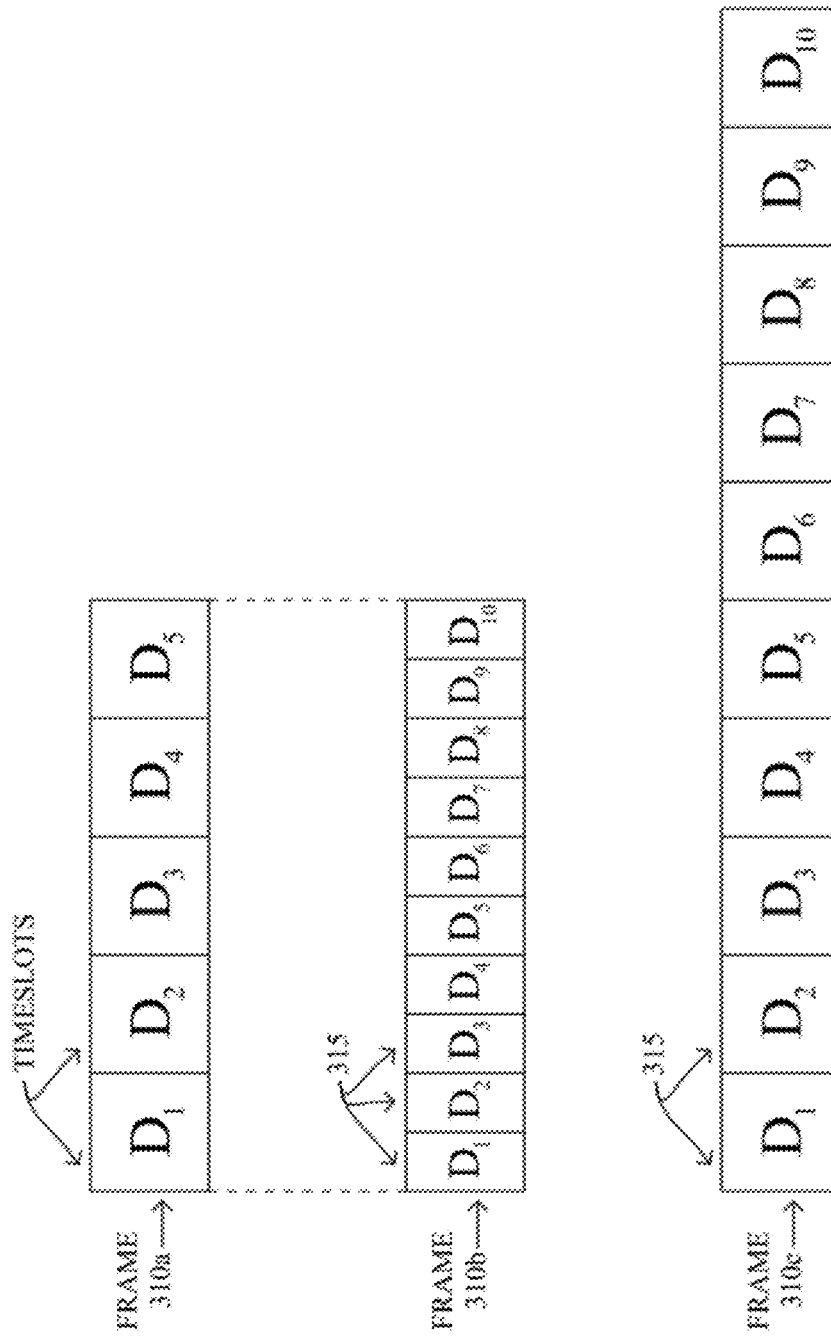 TIMESLOTS
FRAME
310a
D1 D2 D3 D4 D5
315
FRAME
310b
D1 D2 D3 D4 D5 D6 D7 D8 D9 D10
315
FRAME
310c
D1 D2 D3 D4 D5 D6 D7 D8 D9 D10